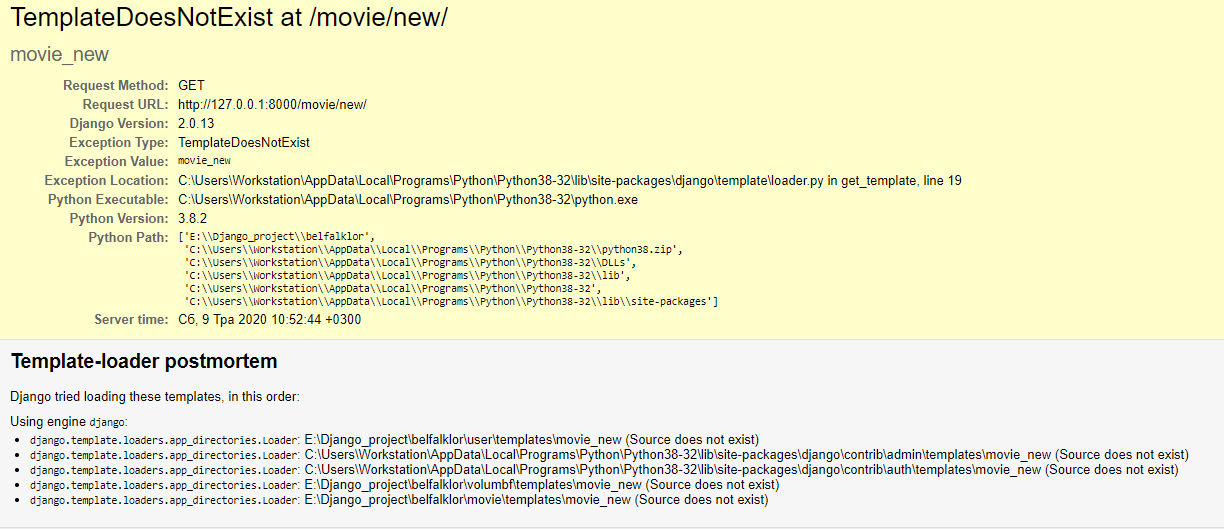 TemplateDoesNotExist at /movie/new/
movie_new
Request Method: GET
Request URL: http://127.0.0.1:8000/movie/new/
Django Version: 2.0.13
Exception Type: TemplateDoesNotExist
Exception Value: movie_new
Exception Location: C:\Users\Workstation\AppData\Local\Programs\Python\Python38-32\lib\site-packages\django\template\loader.py in get_template, line 19
Python Executable: C:\Users\Workstation\AppData\Local\Programs\Python\Python38-32\python.exe
Python Version: 3.8.2
Python Path: ['E:\\Django_project\\belfalklor',
'C:\\Users\\Workstation\\AppData\\Local\\Programs\\Python\\Python38-32\\python38.zip',
'C:\\Users\\Workstation\\AppData\\Local\\Programs\\Python\\Python38-32\\DLLs',
'C:\\Users\\Workstation\\AppData\\Local\\Programs\\Python\\Python38-32\\lib',
'C:\\Users\\Workstation\\AppData\\Local\\Programs\\Python\\Python38-32',
'C:\\Users\\Workstation\\AppData\\Local\\Programs\\Python\\Python38-32\\lib\\site-packages']
Server time: Сб, 9 Тра 2020 10:52:44 +0300
Template-loader postmortem
Django tried loading these templates, in this order:
Using engine django:
• django.template.loaders.app_directories.Loader: E:\Django_project\belfalklor\user\templates\movie_new (Source does not exist)
• django.template.loaders.app_directories.Loader: C:\Users\Workstation\AppData\Local\Programs\Python\Python38-32\lib\site-packages\django\contrib\admin\templates\movie_new (Source does not exist)
• django.template.loaders.app_directories.Loader: C:\Users\Workstation\AppData\Local\Programs\Python\Python38-32\lib\site-packages\django\contrib\auth\templates\movie_new (Source does not exist)
• django.template.loaders.app_directories.Loader: E:\Django_project\belfalklor\volumbf\templates\movie_new (Source does not exist)
• django.template.loaders.app_directories.Loader: E:\Django_project\belfalklor\movie\templates\movie_new (Source does not exist)